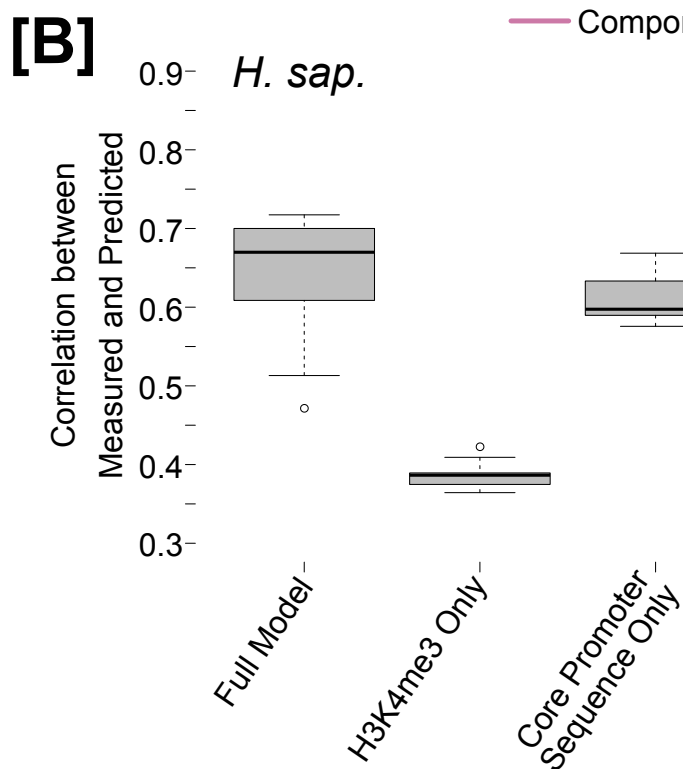 [B]
Compor
H. sap.
Correlation between
Measured and Predicted
0.9
0.8
0.7
0.6
0.5
0.4
0.3
Full Model
H3K4me3 Only
Core Promoter
Sequence Only